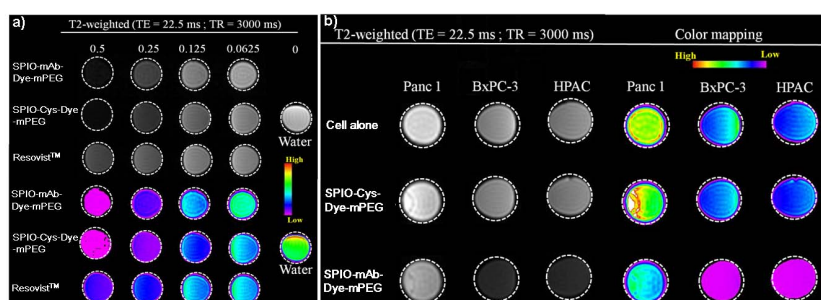 a)
T2-weighted (TE = 22.5 ms ; TR = 3000 ms)
0.5 0.25 0.125 0.0625 0
SPIO-mAb-
Dye-mPEG
SPIO-Cys-Dye
-mPEG
Water
Resovist™
High
SPIO-mAb-
Dye-mPEG
Low
SPIO-Cys-Dye
-mPEG
Water
Resovist™
b)
T2-weighted (TE = 22.5 ms ; TR = 3000 ms) Color mapping
High Low
Panc 1 BxPC-3 HPAC Panc 1 BxPC-3 HPAC
Cell alone
SPIO-Cys-
Dye-mPEG
SPIO-mAb-
Dye-mPEG